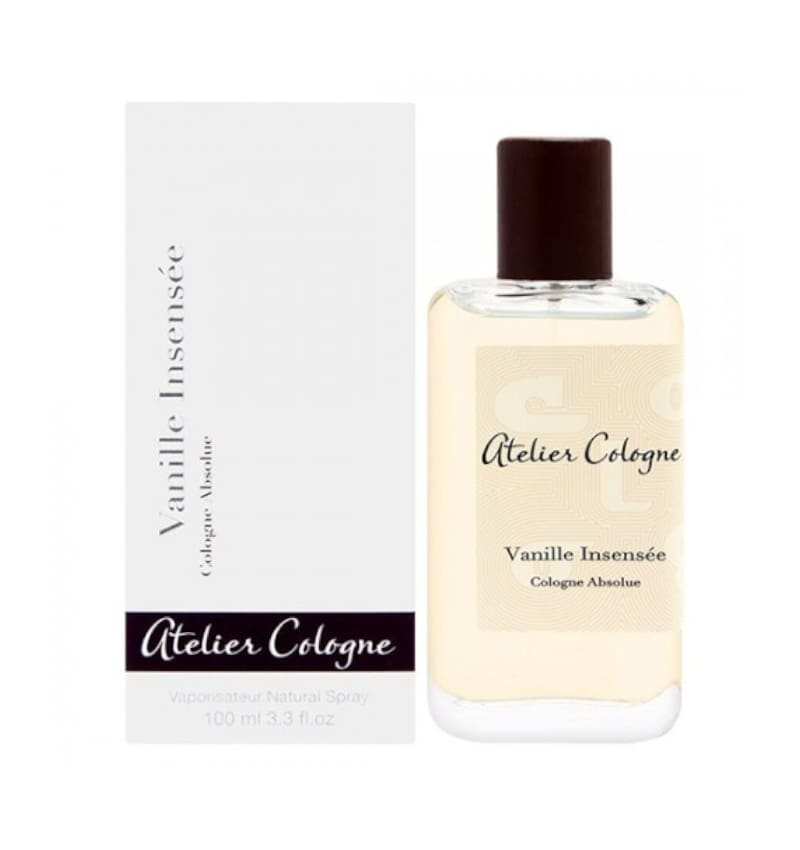 Vanille Insensée
Cologne Absolue
Atelier Cologne
Vaporisateur Natural Spray
100 ml 3.3 fl.oz
Atelier Cologne
Vanille Insensée
Cologne Absolue